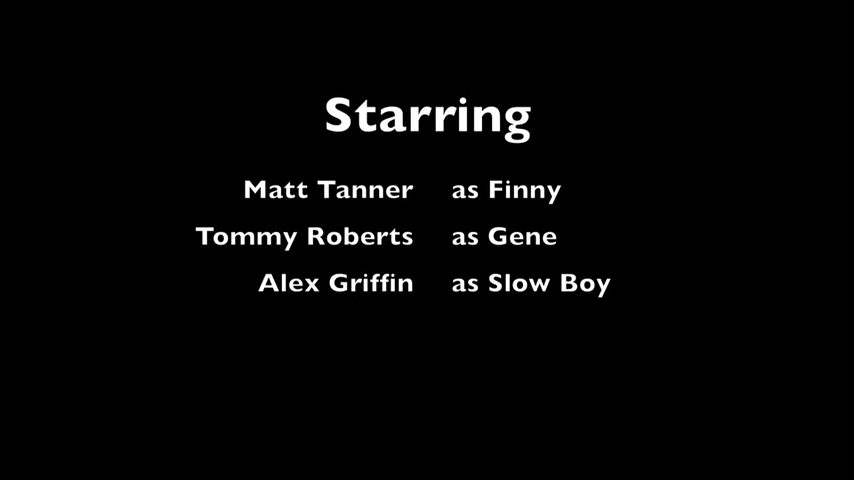 Starring
Matt Tanner as Finny
Tommy Roberts as Gene
Alex Griffin as Slow Boy